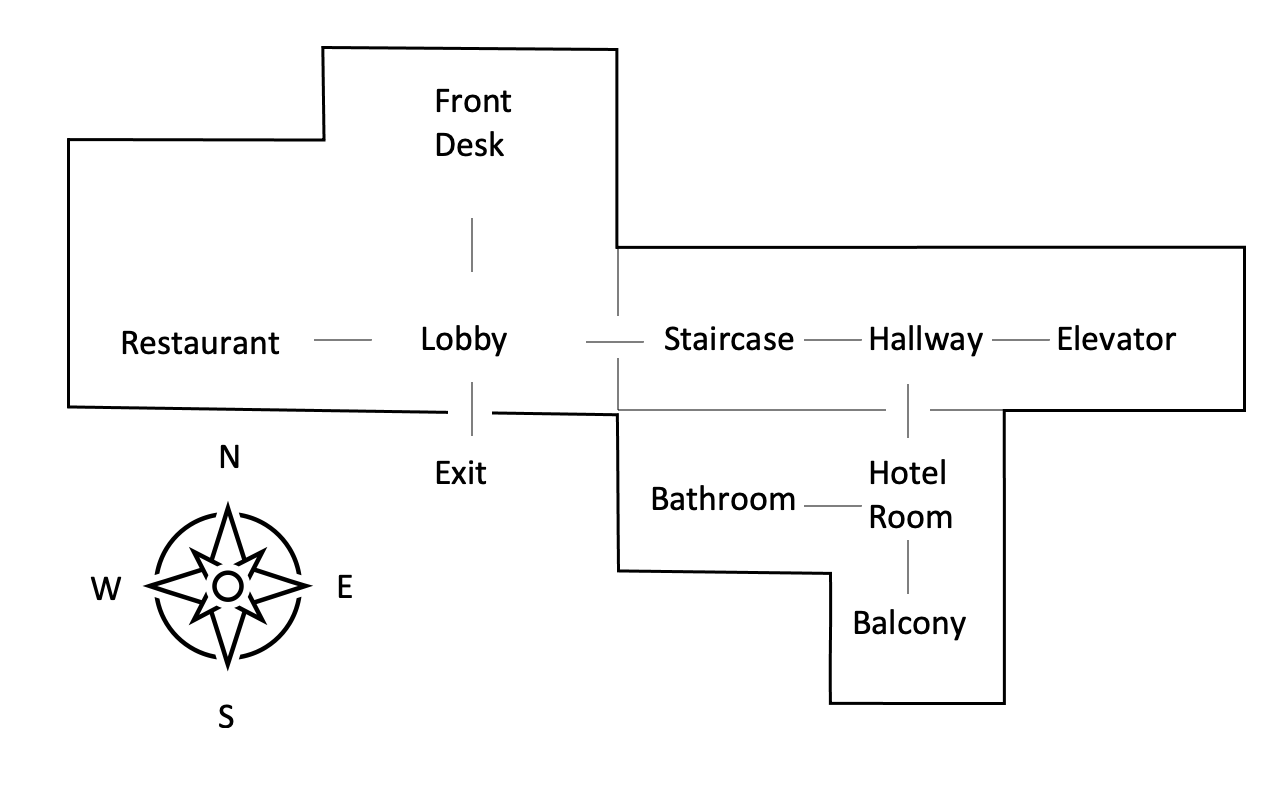 Front
Desk
Restaurant
Lobby
Staircase
Hallway
Elevator
Exit
Hotel
Room
Bathroom
Balcony
N
W
E
S